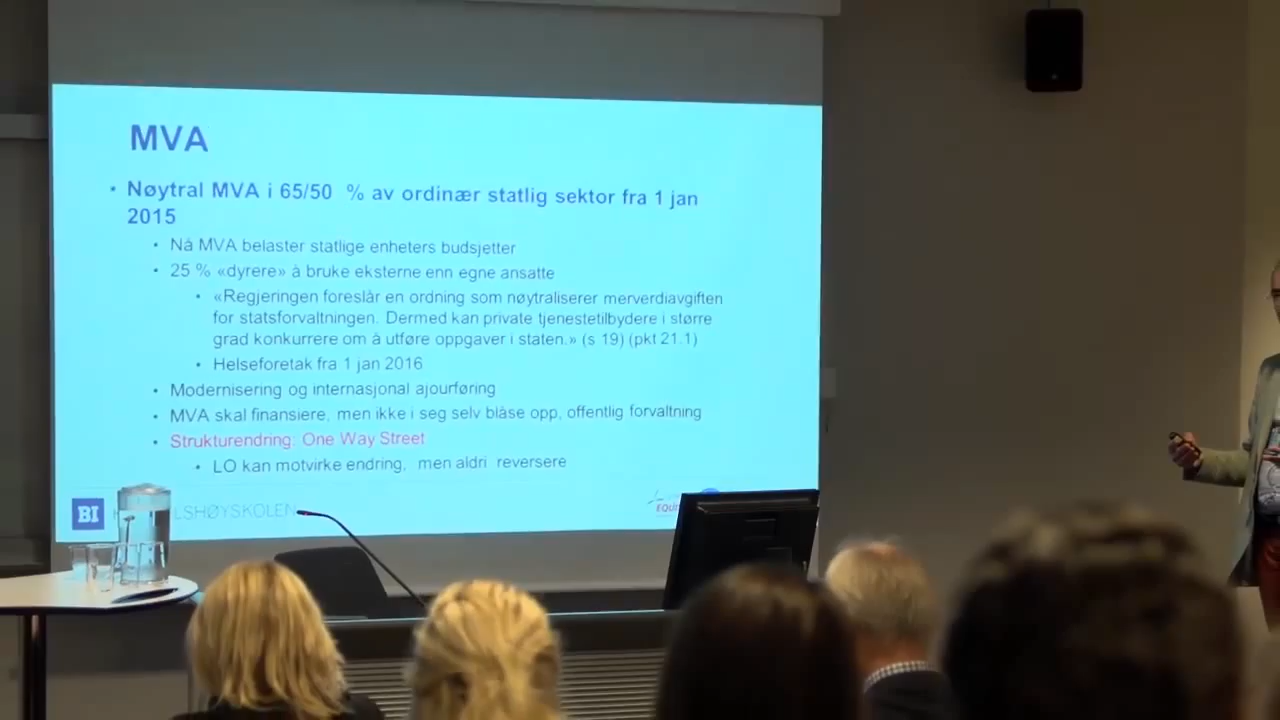 MVA
• Nøytral MVA i 65/50 % av ordinær statlig sektor fra 1 jan
2015
• Nå MVA belaster statlige enheters budsjetter
• 25 % «dyrere» å bruke eksterne enn egne ansatte
• «Regjeringen foreslår en ordning som nøytraliserer merverdiavgiften
for statsforvaltningen. Dermed kan private tjenestetilbydere i større
grad konkurrere om å utføre oppgaver i staten.» (s 19) (pkt 21.1)
• Helseforetak fra 1 jan 2016
• Modernisering og internasjonal ajourføring
• MVA skal finansiere, men ikke i seg selv blåse opp, offentlig forvaltning
• Strukturendring: One Way Street
• LO kan motvirke endring, men aldri reversere
BI LSHØYSKOLEN